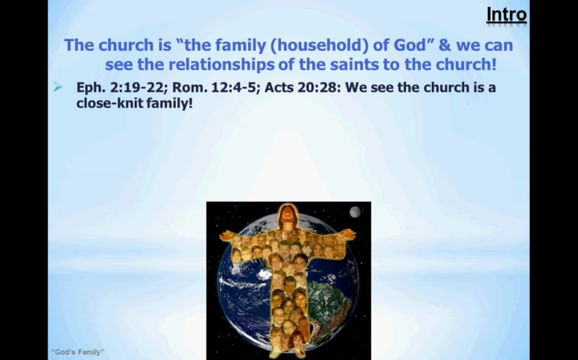 Intro
The church is “the family (household) of God” & we can
see the relationships of the saints to the church!
Eph. 2:19-22; Rom. 12:4-5; Acts 20:28: We see the church is a
close-knit family!
“God's Family”